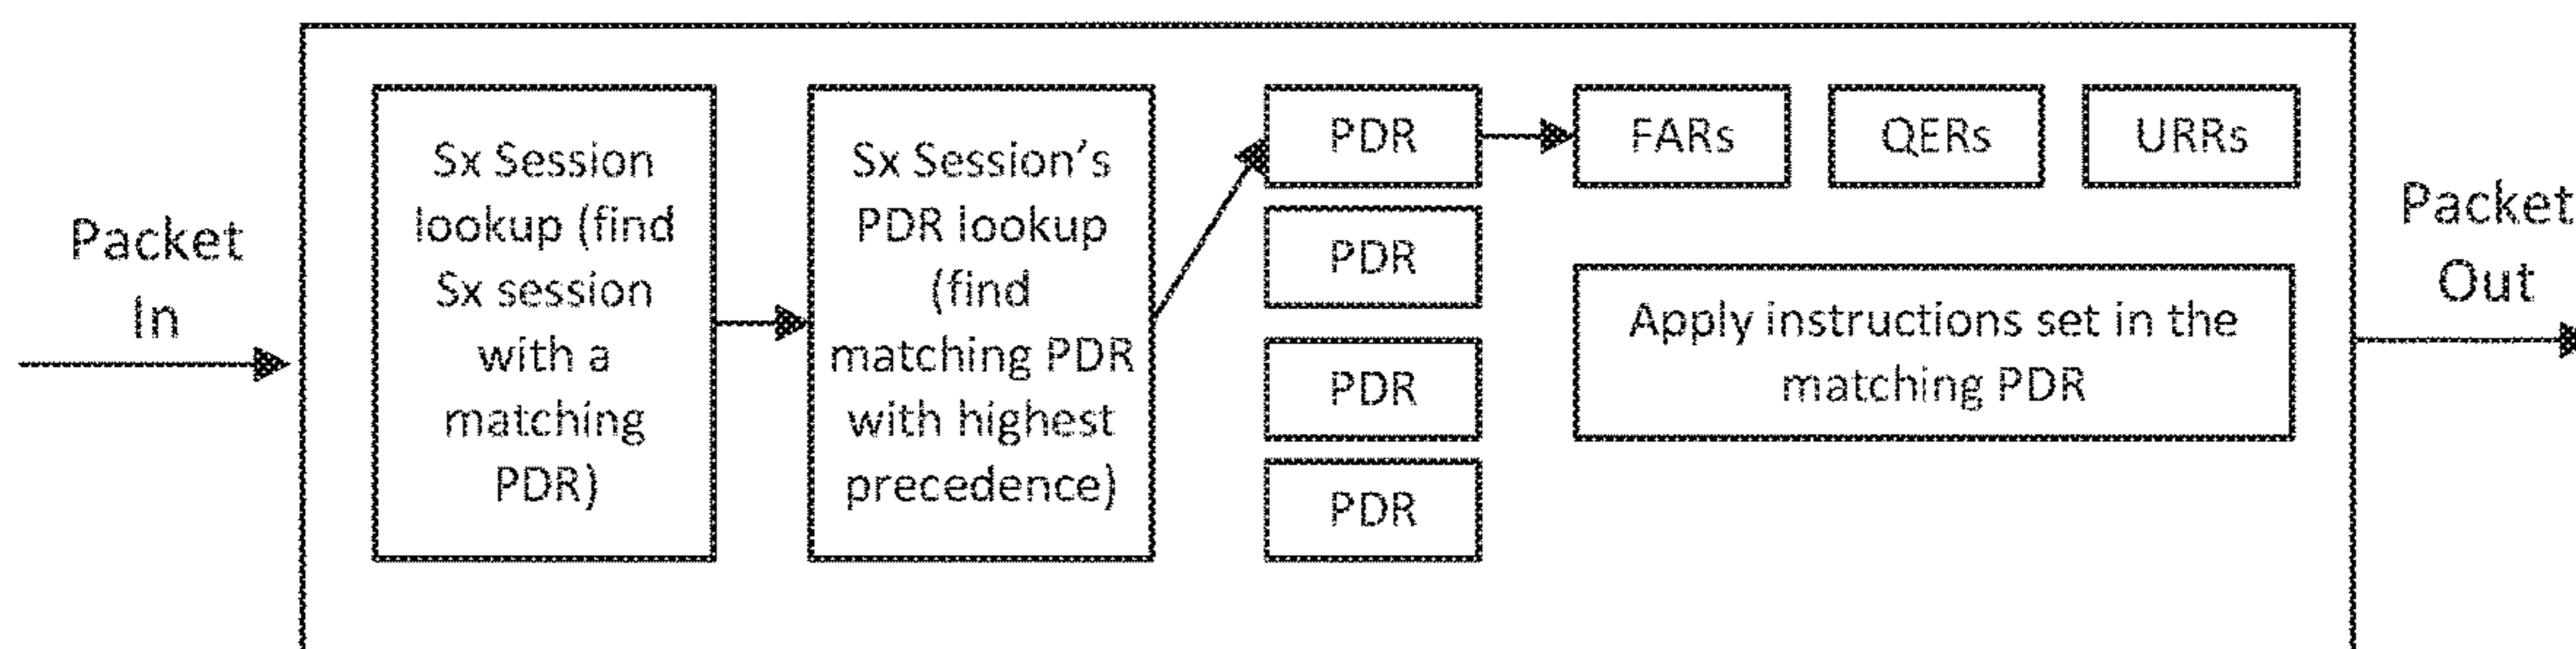 Packet
In
Sx Session
lookup (find
Sx session
with a
matching
PDR)
Sx Session’s
PDR lookup
(find
matching PDR
with highest
precedence)
PDR
PDR
PDR
PDR
FARs
QERs
URRs
Apply instructions set in the
matching PDR
Packet
Out